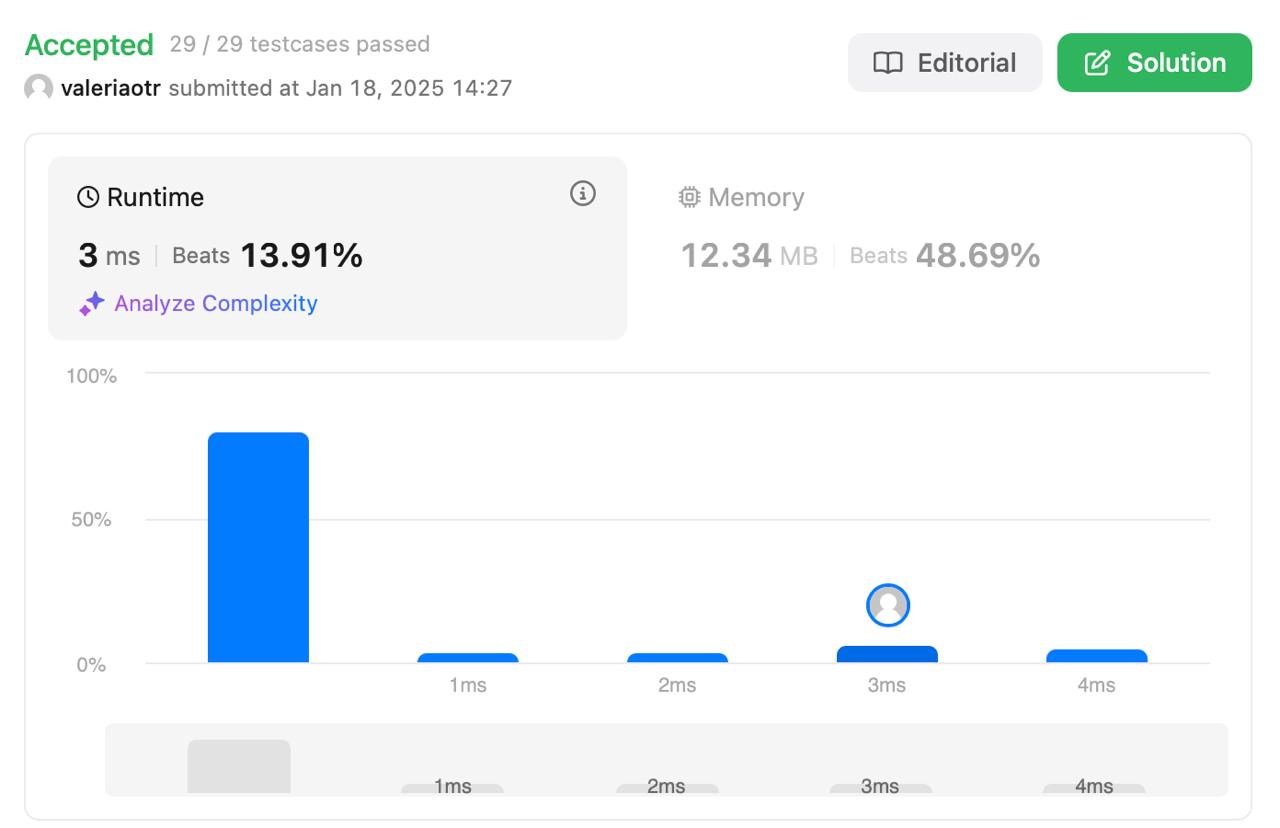 Accepted 29 / 29 testcases passed
valeriaotr submitted at Jan 18, 2025 14:27
Editorial
Solution
Runtime
3 ms Beats 13.91%
Analyze Complexity
Memory
12.34 MB Beats 48.69%
100%
50%
0%
1ms 2ms 3ms 4ms
1ms 2ms 3ms 4ms